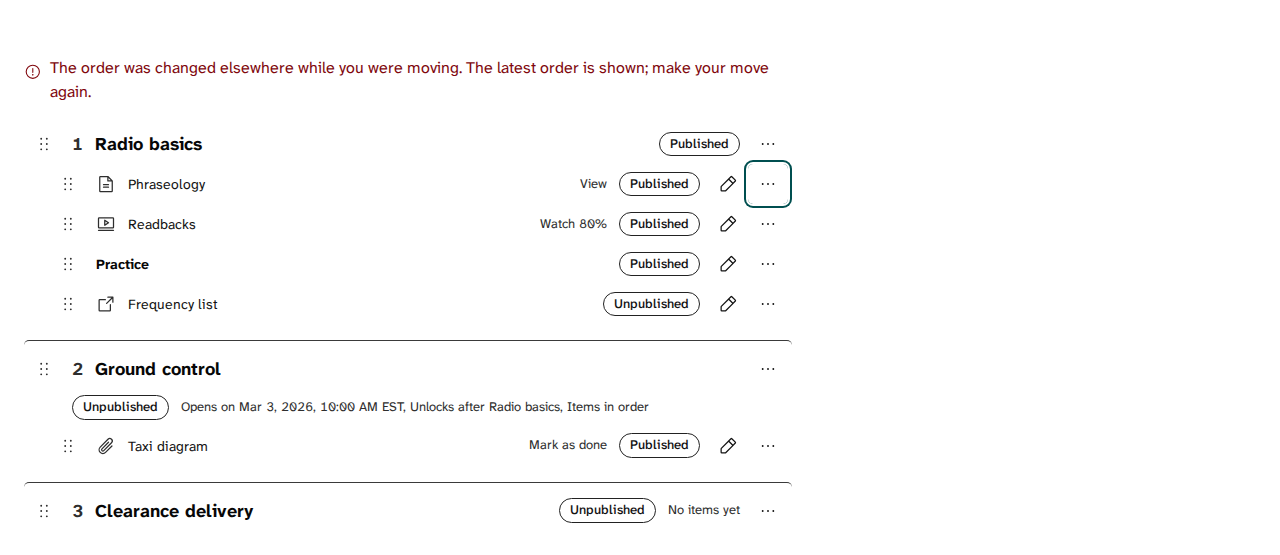 The order was changed elsewhere while you were moving. The latest order is shown; make your move
again.
1 Radio basics Published
Phraseology View Published
Readbacks Watch 80% Published
Practice Published
Frequency list Unpublished
2 Ground control
Unpublished Opens on Mar 3, 2026, 10:00 AM EST, Unlocks after Radio basics, Items in order
Taxi diagram Mark as done Published
3 Clearance delivery Unpublished No items yet